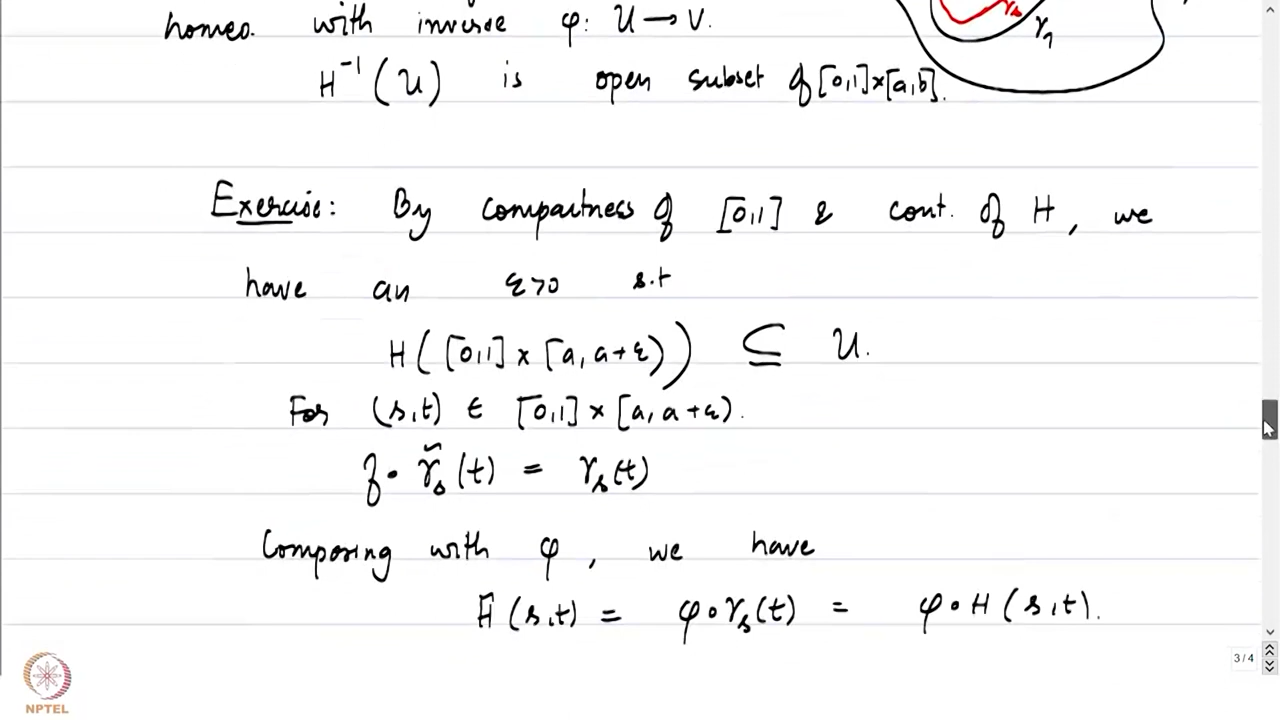 homeo. with inverse φ: U → V.
γ₁
H⁻¹(U) is open subset of [0,1]×[a,b].
Exercise: By compactness of [0,1] & cont. of H, we
have an ε>0 s.t
H([0,1] × [a, a+ε)) ⊆ U.
For (s,t) ∈ [0,1] × [a, a+ε).
f∘γ̃ₛ(t) = γₛ(t)
Composing with φ, we have
H̃(s,t) = φ∘γₛ(t) = φ∘H(s,t).
3/4
NPTEL